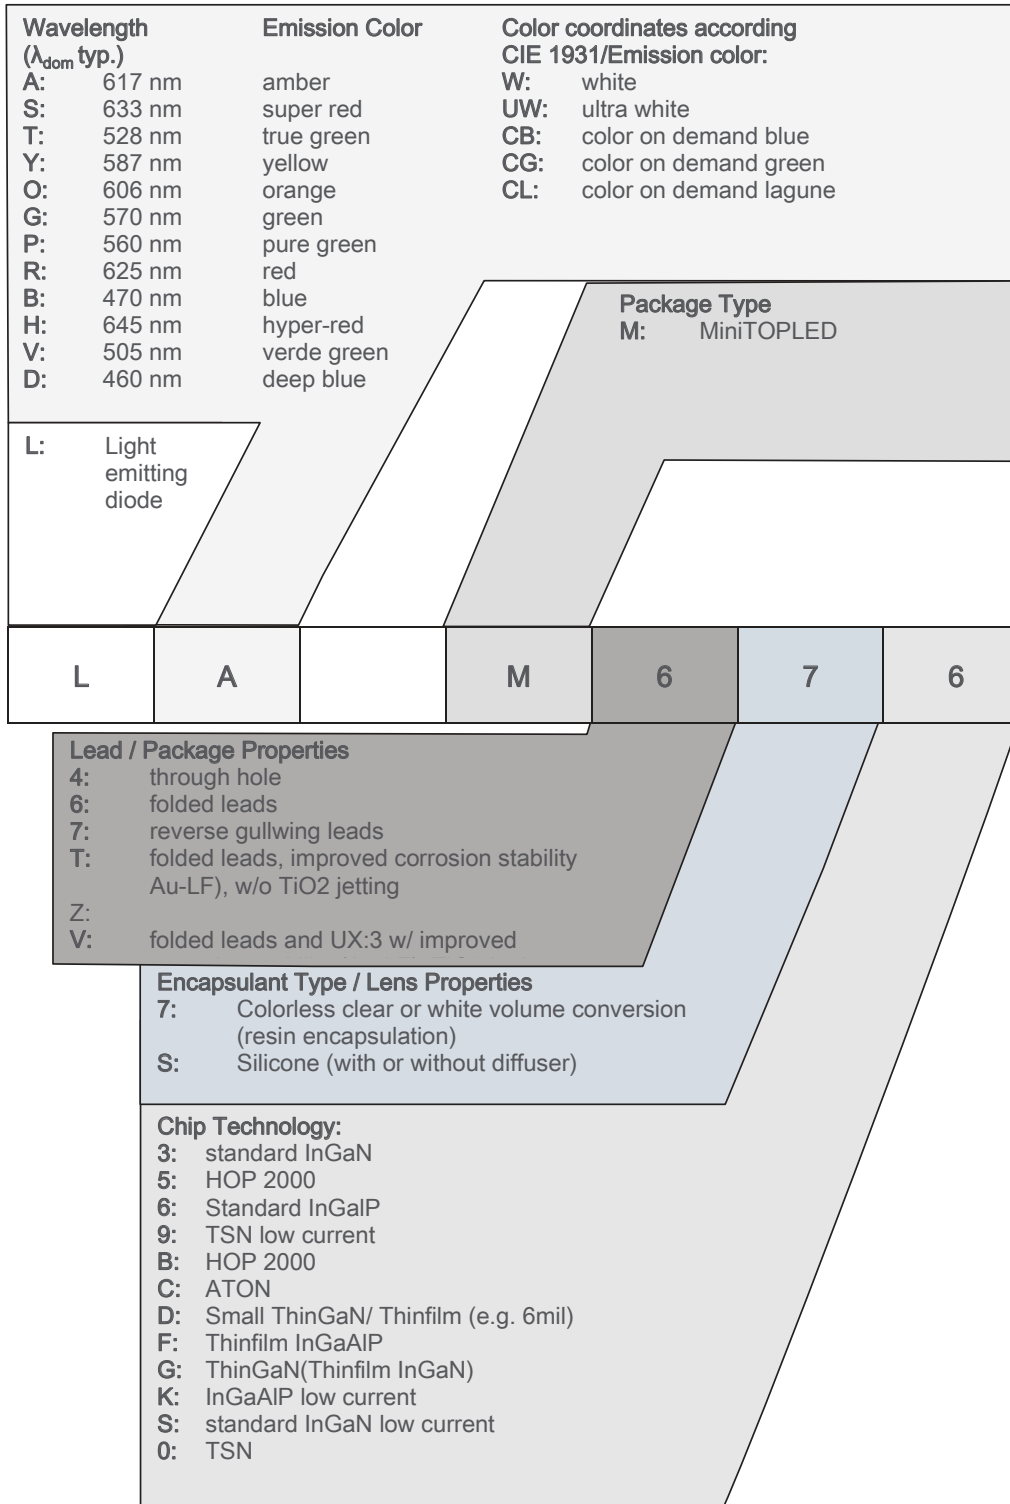 Wavelength Emission Color Color coordinates according
(λdom typ.) CIE 1931/Emission color:
A: 617 nm amber W: white
S: 633 nm super red UW: ultra white
T: 528 nm true green CB: color on demand blue
Y: 587 nm yellow CG: color on demand green
O: 606 nm orange CL: color on demand lagune
G: 570 nm green
P: 560 nm pure green
R: 625 nm red
B: 470 nm blue
H: 645 nm hyper-red
V: 505 nm verde green
D: 460 nm deep blue
Package Type
M: MiniTOPLED
L: Light
emitting
diode
L A M 6 7 6
Lead / Package Properties
4: through hole
6: folded leads
7: reverse gullwing leads
T: folded leads, improved corrosion stability
Au-LF), w/o TiO2 jetting
Z:
V: folded leads and UX:3 w/ improved
Encapsulant Type / Lens Properties
7: Colorless clear or white volume conversion
(resin encapsulation)
S: Silicone (with or without diffuser)
Chip Technology:
3: standard InGaN
5: HOP 2000
6: Standard InGalP
9: TSN low current
B: HOP 2000
C: ATON
D: Small ThinGaN/ Thinfilm (e.g. 6mil)
F: Thinfilm InGaAlP
G: ThinGaN(Thinfilm InGaN)
K: InGaAlP low current
S: standard InGaN low current
0: TSN